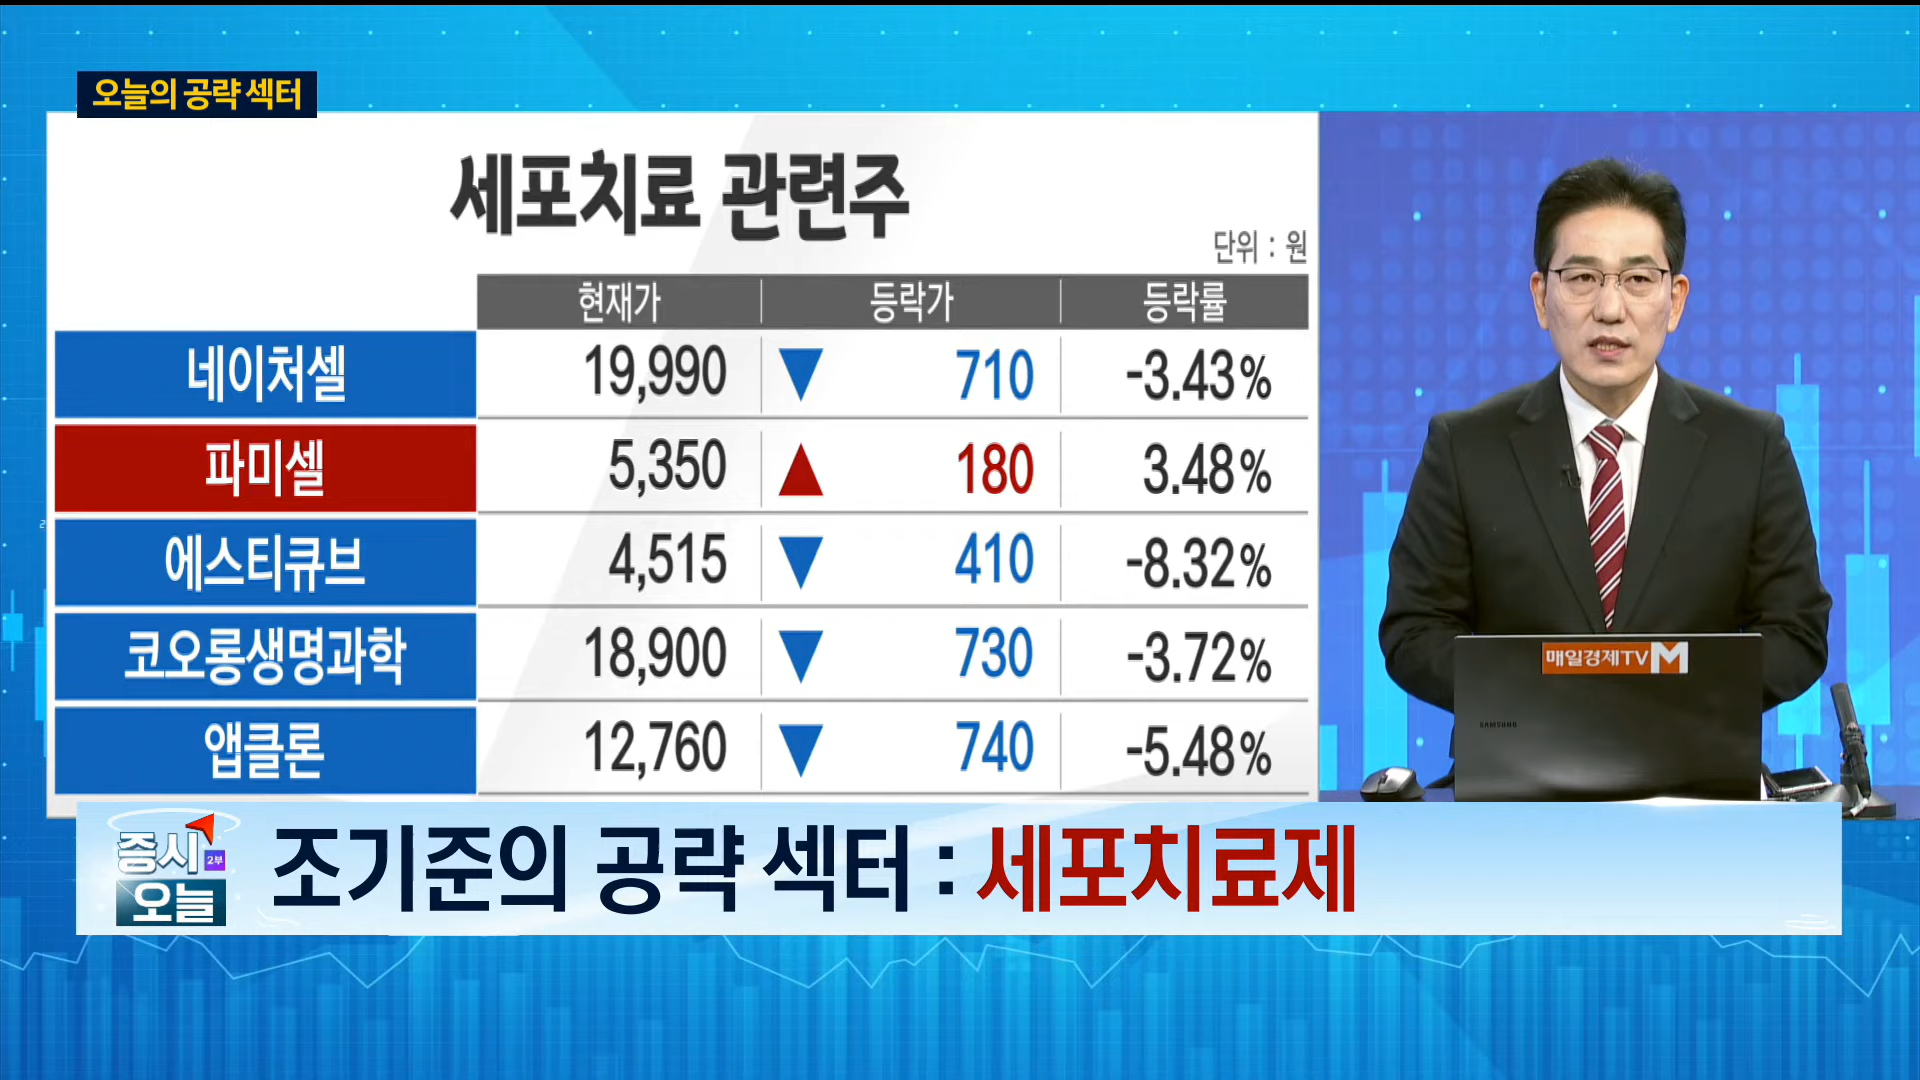 오늘의 공략 섹터
세포치료 관련주
단위 : 원
현재가 등락가 등락률
네이처셀 19,990 ▼ 710 -3.43%
파미셀 5,350 ▲ 180 3.48%
에스티큐브 4,515 ▼ 410 -8.32%
코오롱생명과학 18,900 ▼ 730 -3.72%
앱클론 12,760 ▼ 740 -5.48%
매일경제TV M
SAMSUNG
증시 2부
오늘
조기준의 공략 섹터 : 세포치료제